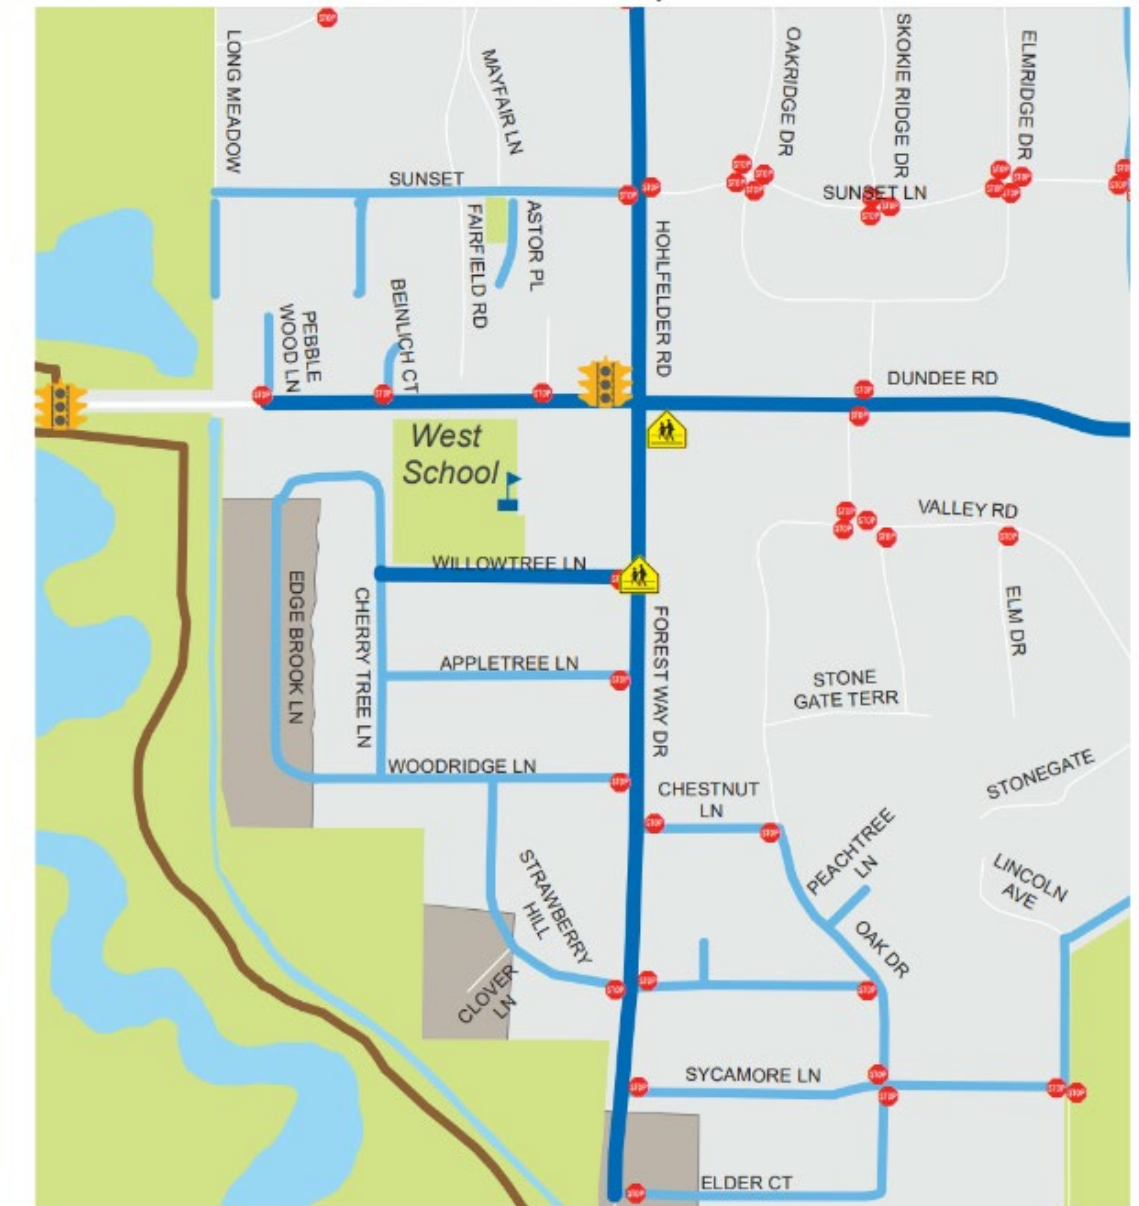 LONG MEADOW
MAYFAIR LN
OAKRIDGE DR
SKOKIE RIDGE DR
ELMRIDGE DR
STOP
SUNSET
SUNSET LN
FAIRFIELD RD
ASTOR PL
HOHLFELDER RD
PEBBLE
WOOD LN
BEINLICH CT
DUNDEE RD
West
School
VALLEY RD
WILLOWTREE LN
EDGE BROOK LN
CHERRY TREE LN
FOREST WAY DR
ELM DR
APPLETREE LN
STONE
GATE TERR
WOODRIDGE LN
CHESTNUT
LN
STONEGATE
PEACHTREE
LN
LINCOLN
AVE
STRAWBERRY
HILL
OAK DR
CLOVER
LN
SYCAMORE LN
ELDER CT